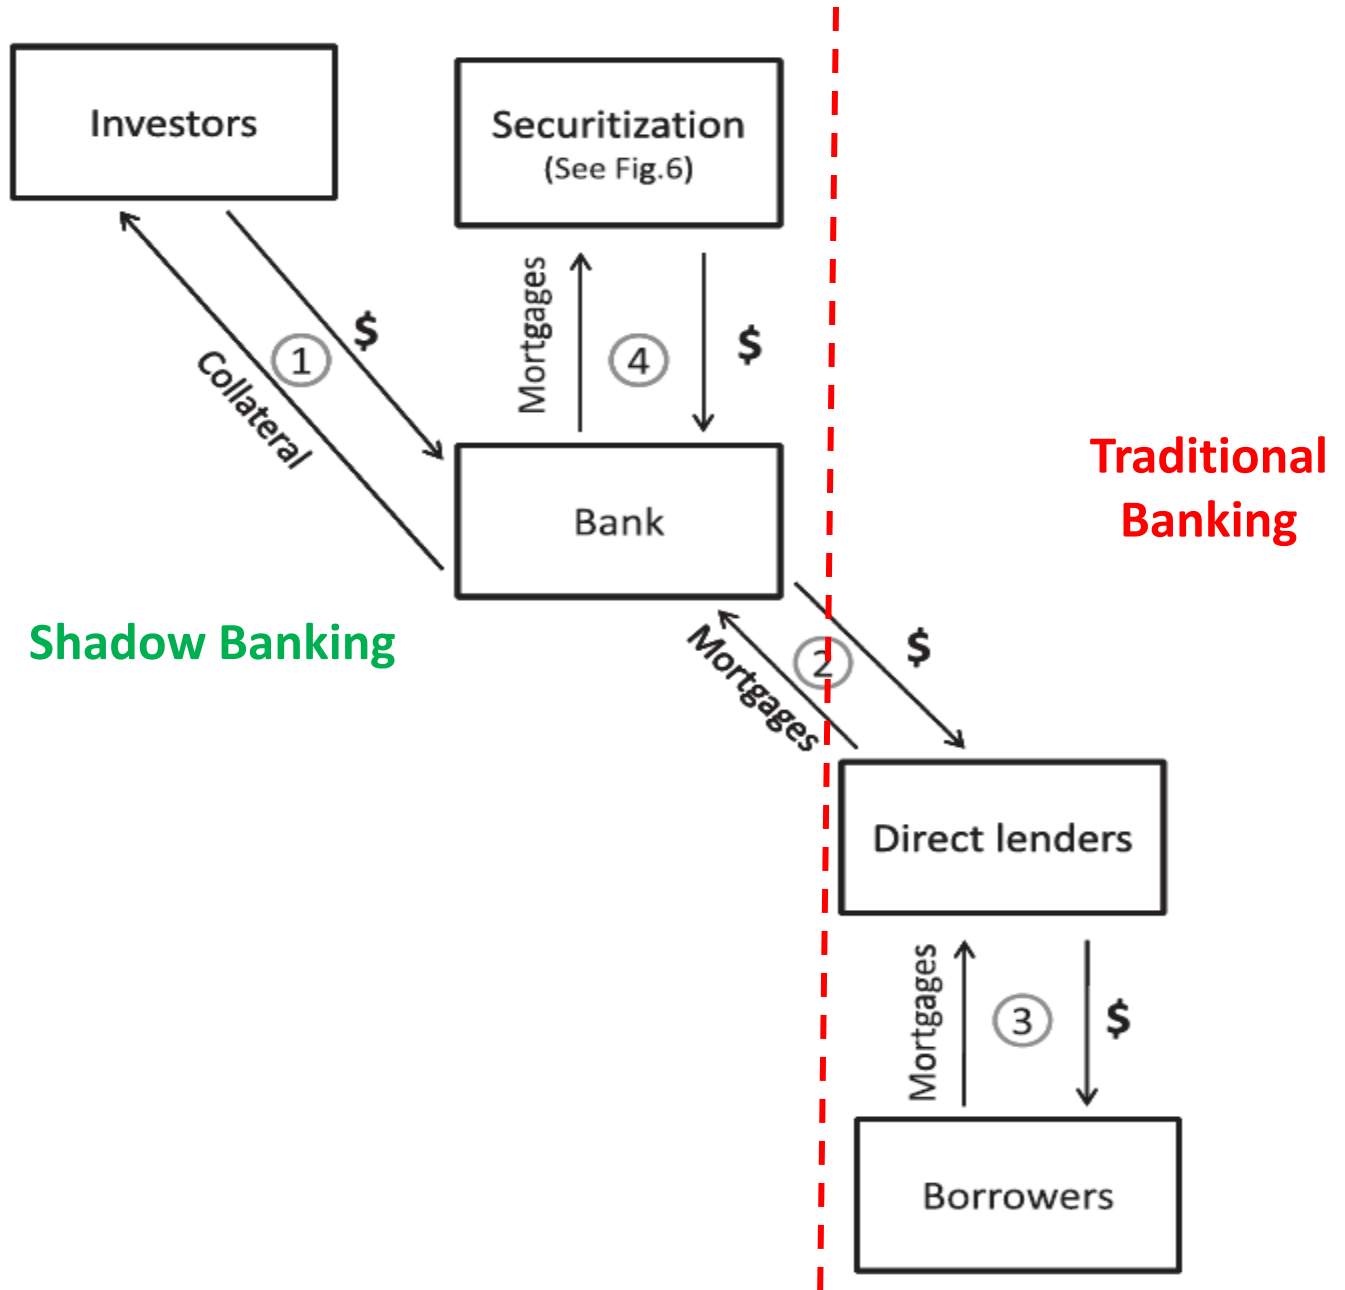 Investors
Securitization
(See Fig.6)
Collateral
1
$
Mortgages
4
$
Bank
Traditional
Banking
Shadow Banking
Mortgages
2
$
Direct lenders
Mortgages
3
$
Borrowers